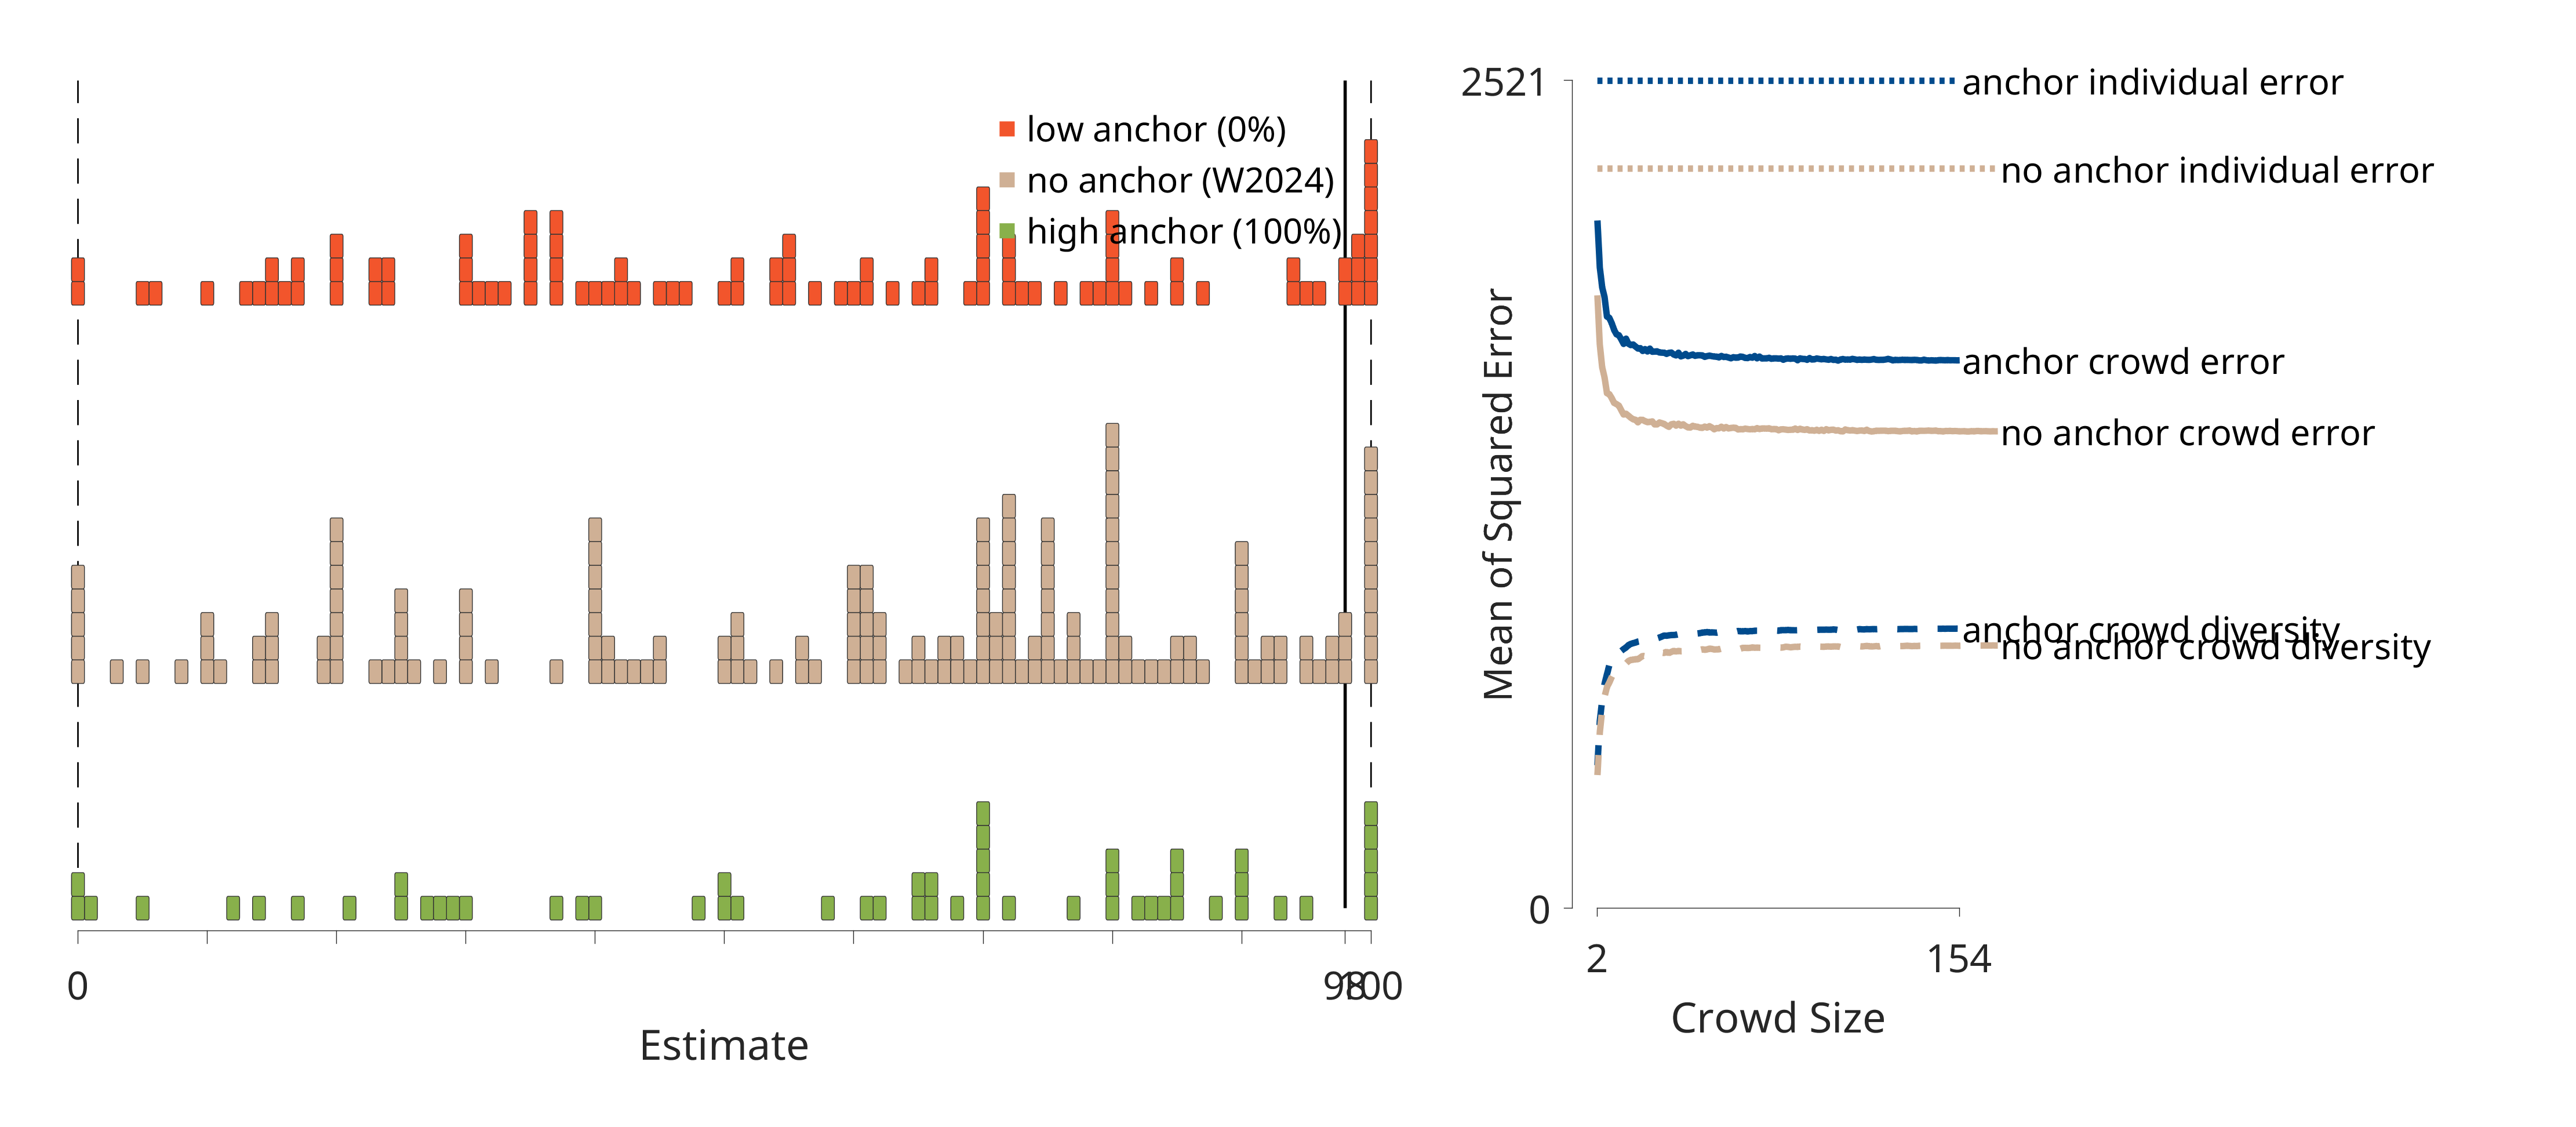 low anchor (0%)
no anchor (W2024)
high anchor (100%)
0
98
100
Estimate
2521
0
Mean of Squared Error
2
154
Crowd Size
anchor individual error
no anchor individual error
anchor crowd error
no anchor crowd error
anchor crowd diversity
no anchor crowd diversity